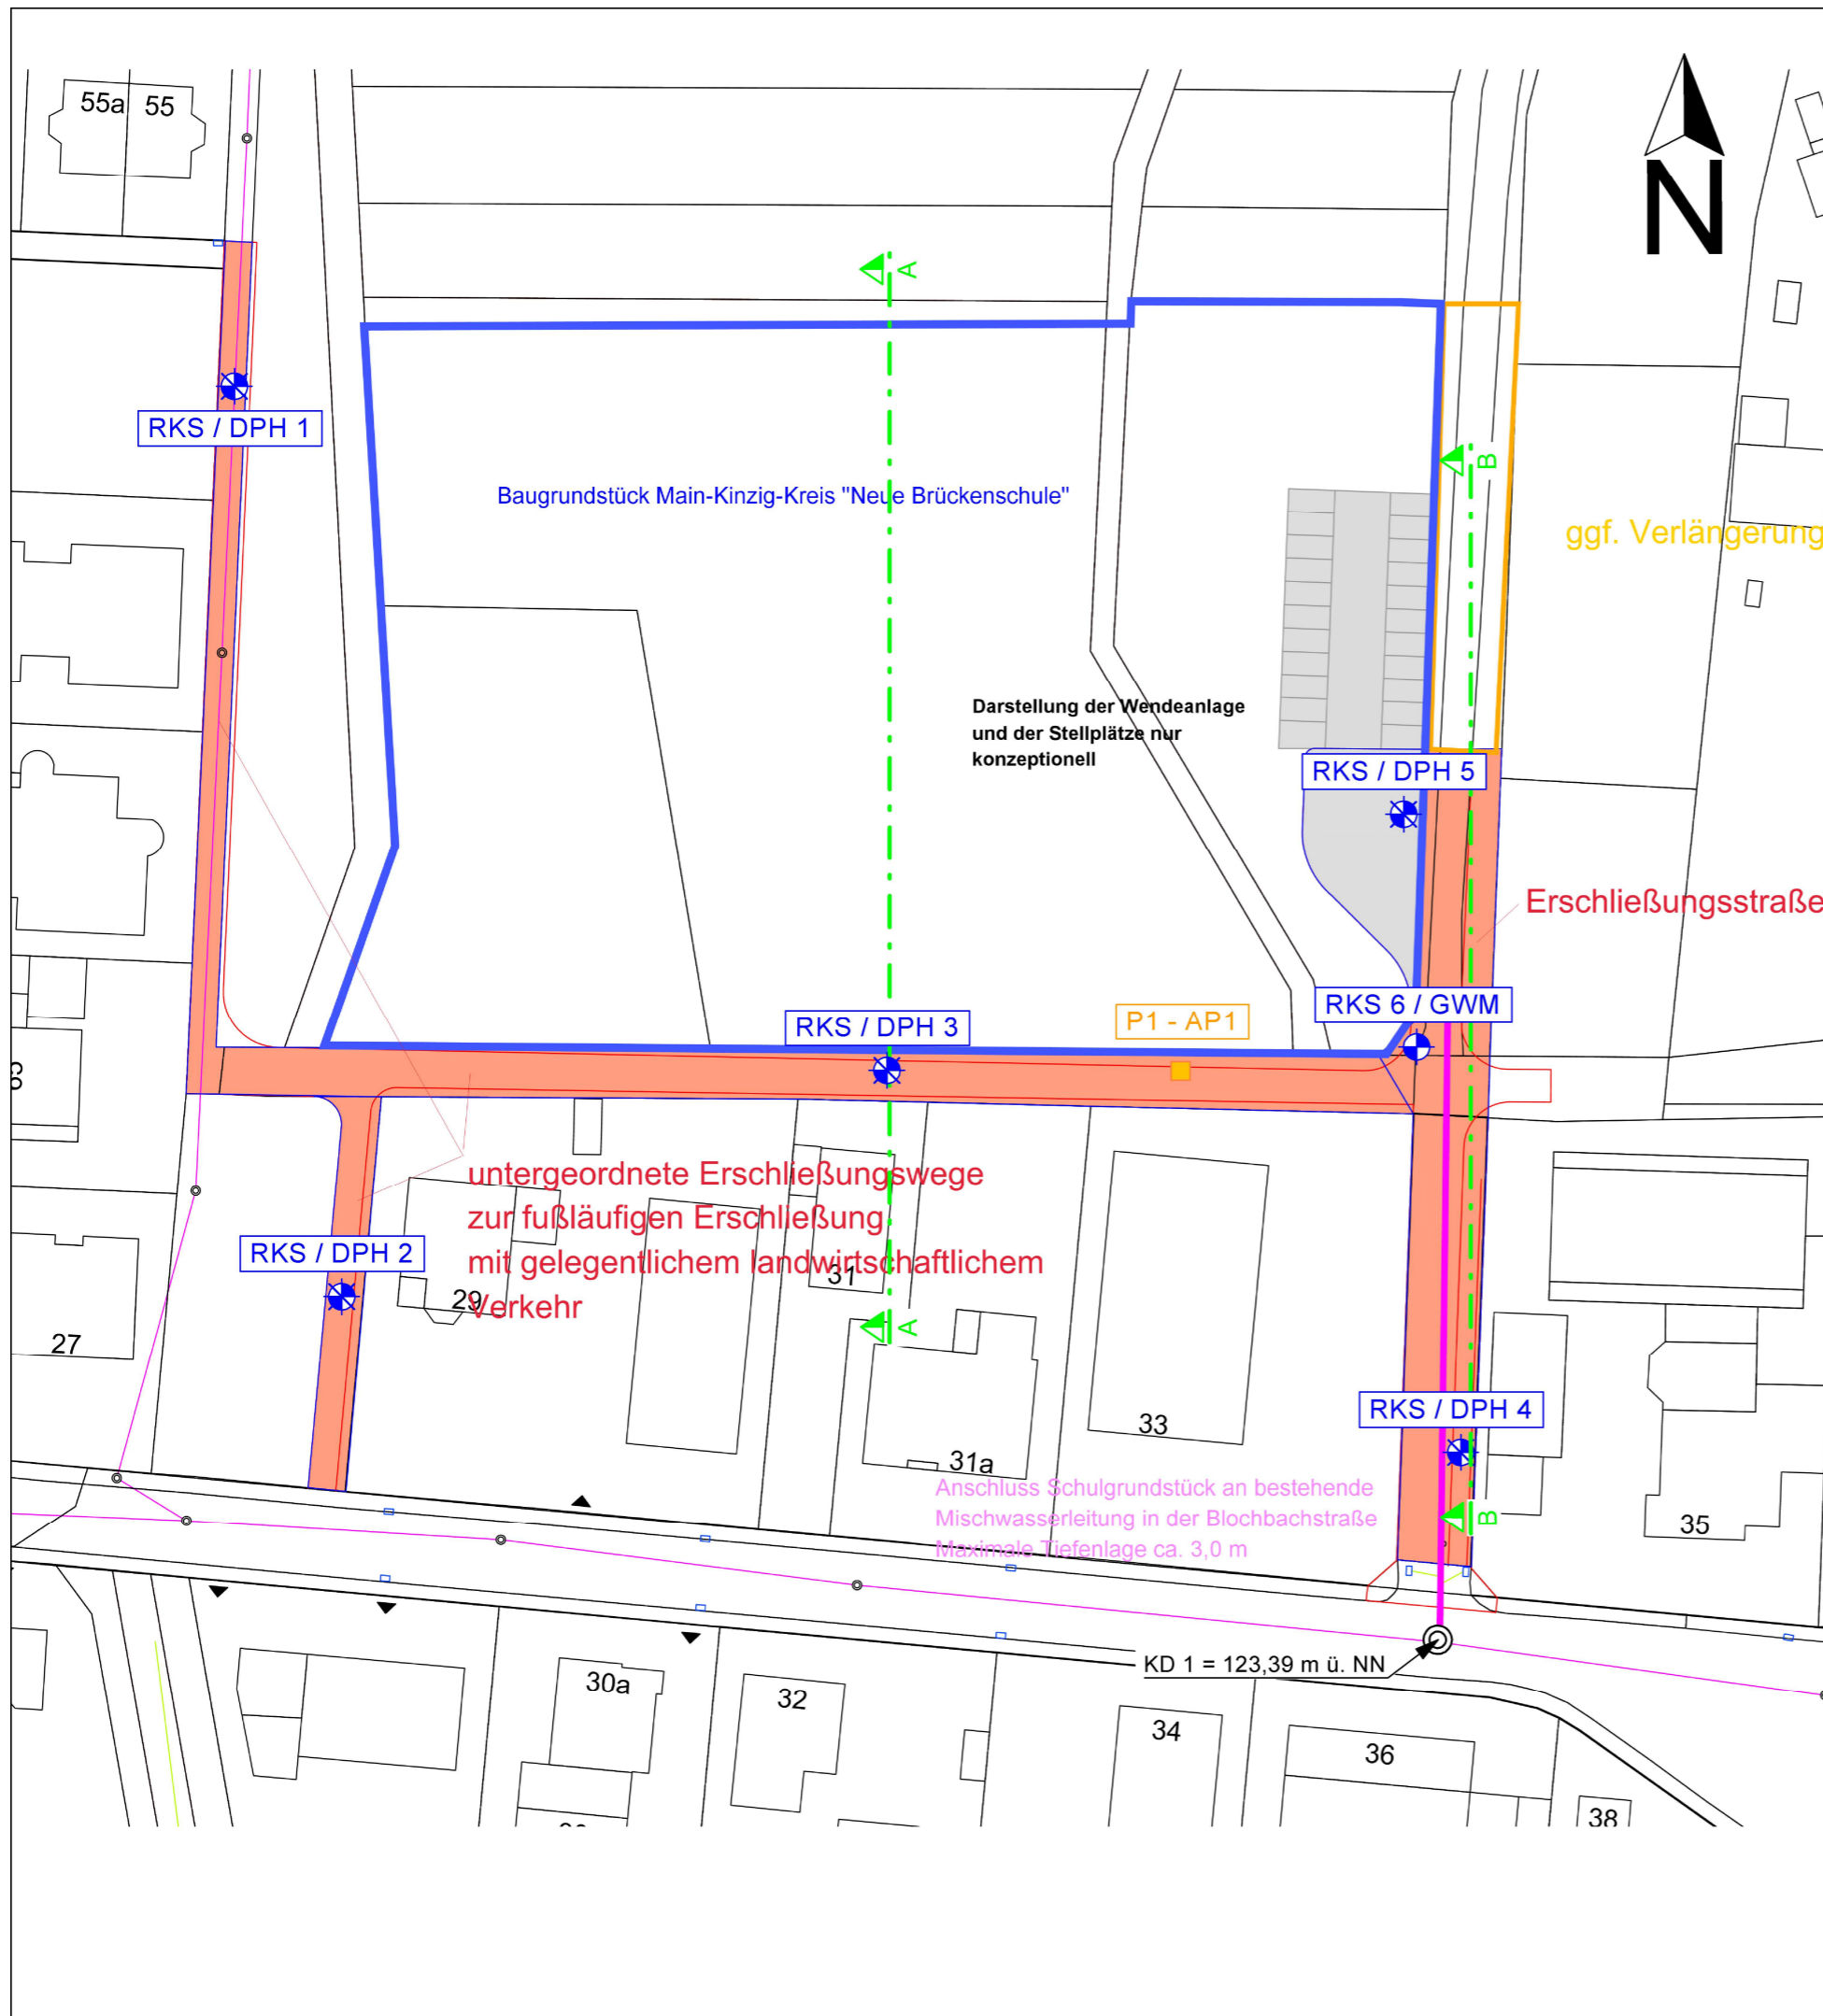 55a 55
N
A
RKS / DPH 1
B
Baugrundstück Main-Kinzig-Kreis "Neue Brückenschule"
ggf. Verlängerung
Darstellung der Wendeanlage
und der Stellplätze nur
konzeptionell
RKS / DPH 5
Erschließungsstraße
RKS 6 / GWM
P1 - AP1
RKS / DPH 3
untergeordnete Erschließungswege
zur fußläufigen Erschließung
mit gelegentlichem landwirtschaftlichem
Verkehr
RKS / DPH 2
31
29
A
27
RKS / DPH 4
33
31a
Anschluss Schulgrundstück an bestehende
Mischwasserleitung in der Blochbachstraße
Maximale Tiefenlage ca. 3,0 m
B
35
KD 1 = 123,39 m ü. NN
30a
32
34
36
38